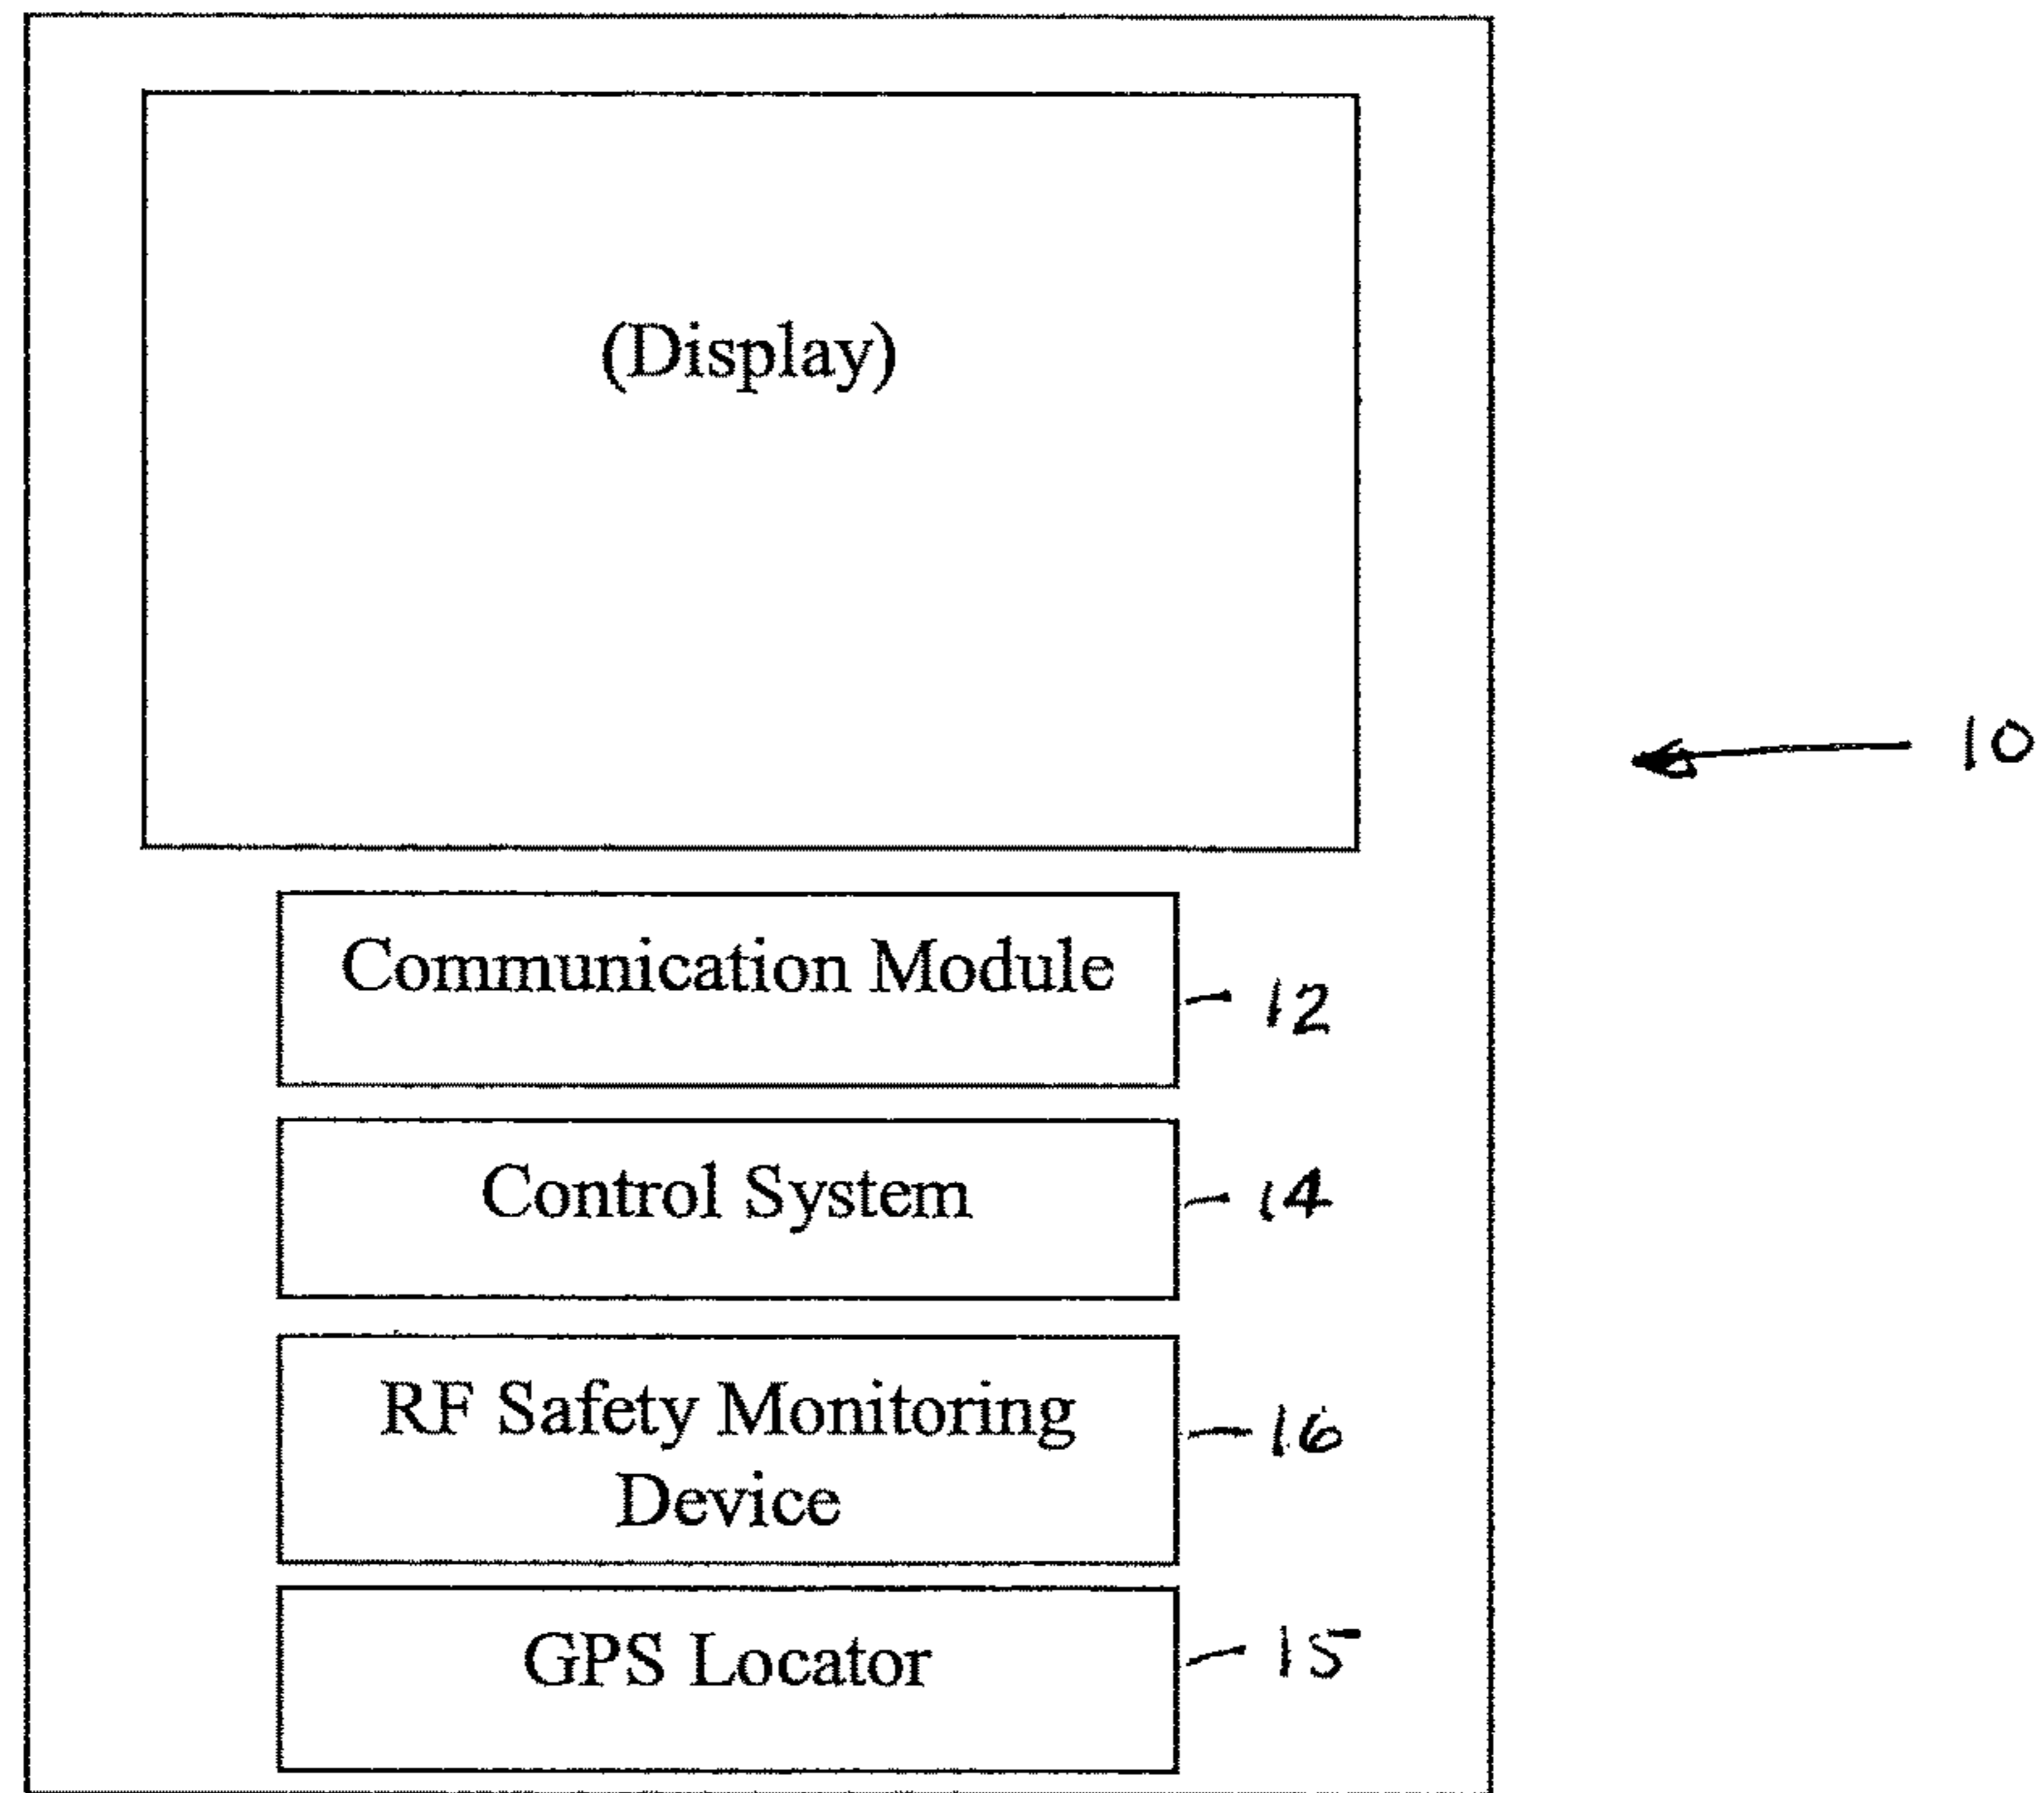 (Display)
10
Communication Module
12
Control System
14
RF Safety Monitoring
Device
16
GPS Locator
15